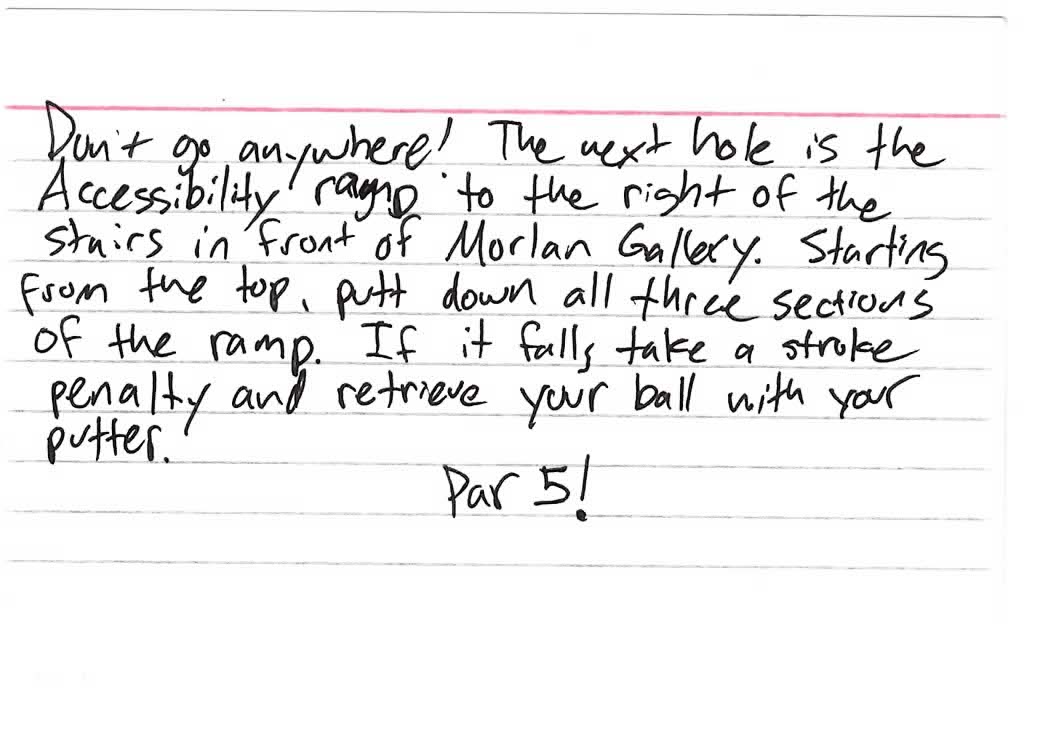 Don't go anywhere! The next hole is the
Accessibility ramp to the right of the
stairs in front of Morlan Gallery. Starting
from the top, putt down all three sections
of the ramp. If it falls take a stroke
penalty and retrieve your ball with your
putter.
Par 5!